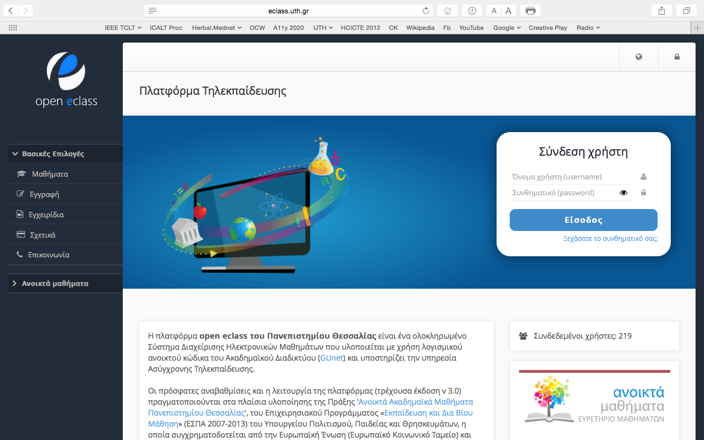 eclass.uth.gr
A A
IEEE TCLT ICALT Proc Herbal.Mednet OCW A11y 2020 UTH HCICTE 2012 CK Wikipedia Fb YouTube Google Creative Play Radio
open eclass
Πλατφόρμα Τηλεκπαίδευσης
Βασικές Επιλογές
Μαθήματα
Εγγραφή
Εγχειρίδια
Σχετικά
Επικοινωνία
Ανοικτά μαθήματα
Σύνδεση χρήστη
Όνομα χρήστη (username)
Συνθηματικό (password)
Είσοδος
Ξεχάσατε το συνθηματικό σας;
Η πλατφόρμα open eclass του Πανεπιστημίου Θεσσαλίας είναι ένα ολοκληρωμένο
Σύστημα Διαχείρισης Ηλεκτρονικών Μαθημάτων που υλοποιείται με χρήση λογισμικού
ανοικτού κώδικα του Ακαδημαϊκού Διαδικτύου (GUnet) και υποστηρίζει την υπηρεσία
Ασύγχρονης Τηλεκπαίδευσης.
Οι πρόσφατες αναβαθμίσεις και η λειτουργία της πλατφόρμας (τρέχουσα έκδοση v 3.0)
πραγματοποιούνται στα πλαίσια υλοποίησης της Πράξης 'Ανοικτά Ακαδημαϊκά Μαθήματα
Πανεπιστημίου Θεσσαλίας', του Επιχειρησιακού Προγράμματος «Εκπαίδευση και Δια Βίου
Μάθηση» (ΕΣΠΑ 2007-2013) του Υπουργείου Πολιτισμού, Παιδείας και Θρησκευμάτων, η
οποία συγχρηματοδοτείται από την Ευρωπαϊκή Ένωση (Ευρωπαϊκό Κοινωνικό Ταμείο) και
Συνδεδεμένοι χρήστες: 219
ανοικτά
μαθήματα
ΕΥΡΕΤΗΡΙΟ ΜΑΘΗΜΑΤΩΝ